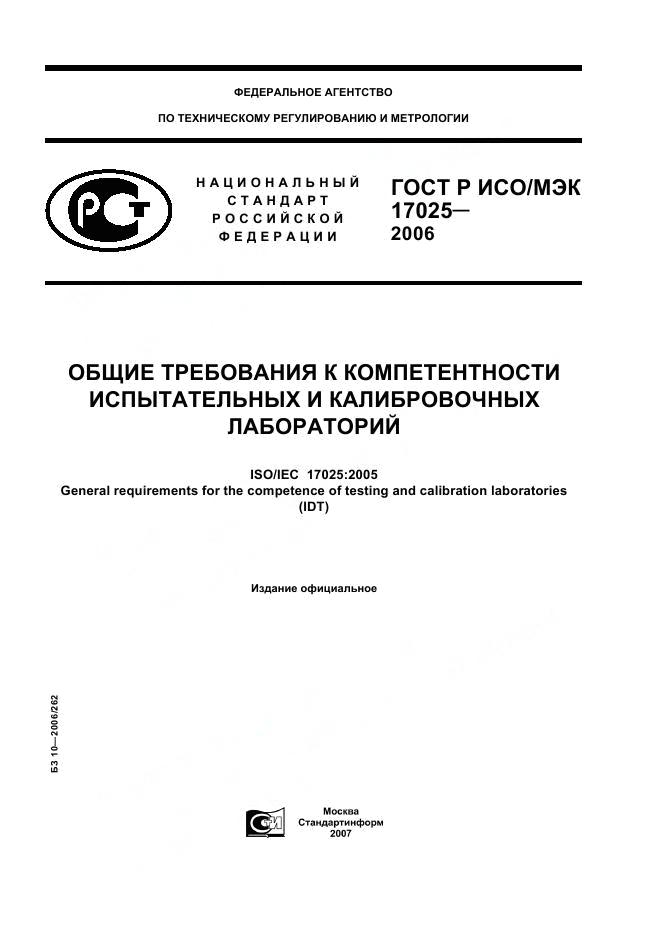 ФЕДЕРАЛЬНОЕ АГЕНТСТВО
ПО ТЕХНИЧЕСКОМУ РЕГУЛИРОВАНИЮ И МЕТРОЛОГИИ
РСТ
НАЦИОНАЛЬНЫЙ
СТАНДАРТ
РОССИЙСКОЙ
ФЕДЕРАЦИИ
ГОСТ Р ИСО/МЭК
17025—
2006
ОБЩИЕ ТРЕБОВАНИЯ К КОМПЕТЕНТНОСТИ
ИСПЫТАТЕЛЬНЫХ И КАЛИБРОВОЧНЫХ
ЛАБОРАТОРИЙ
ISO/IEC 17025:2005
General requirements for the competence of testing and calibration laboratories
(IDT)
Издание официальное
БЗ 10—2006/262
Москва
Стандартинформ
2007